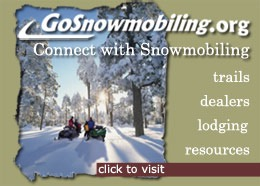 GoSnowmobiling.org
Connect with Snowmobiling
trails
dealers
lodging
resources
click to visit